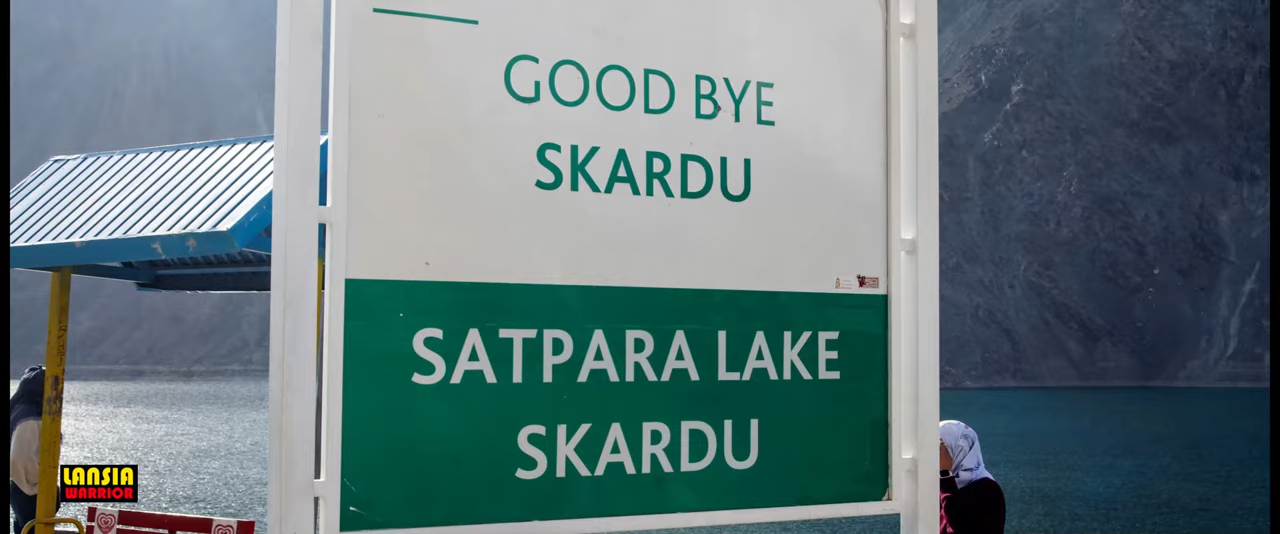 GOOD BYE
SKARDU
SATPARA LAKE
SKARDU
LANSIA
WARRIOR